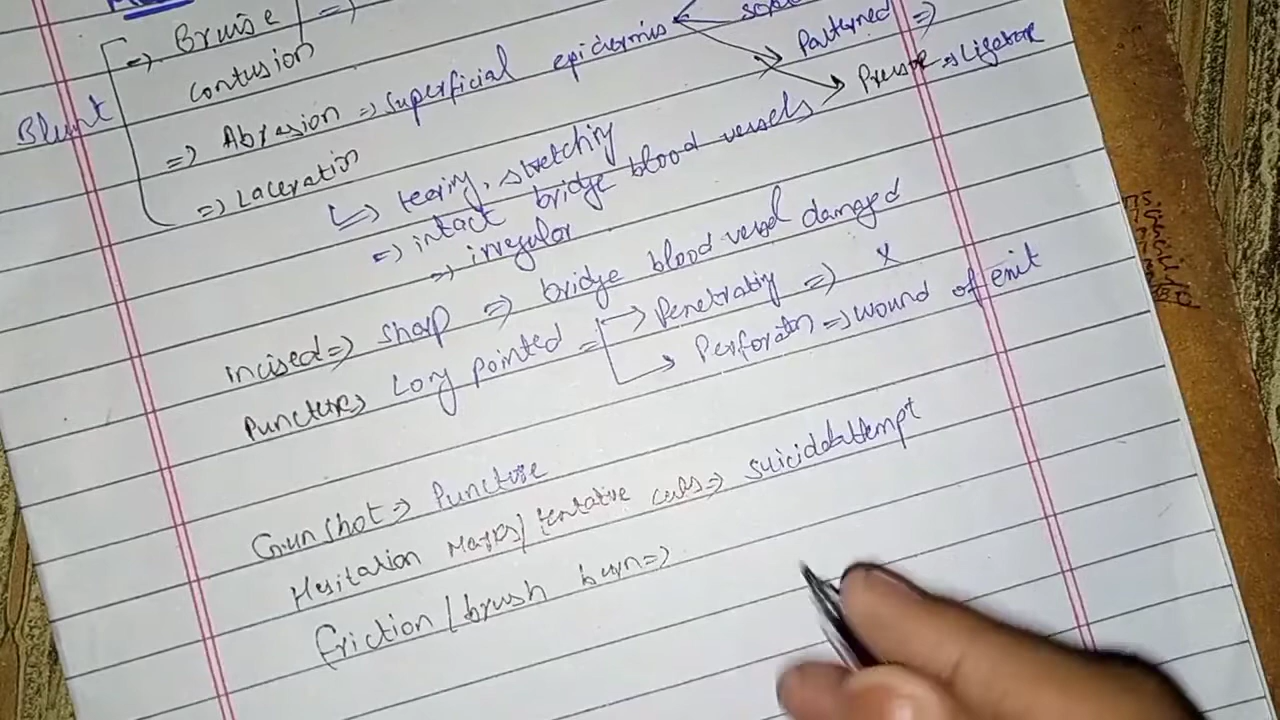 => Bruise =>
Contusion
Blunt
=> Abrasion => superficial epidermis
Patterned =>
Pressure => Ligature
=> Laceration
=> tearing, stretching
=> intact bridge blood vessels
=> irregular
incised => sharp => bridge blood vessel damaged
Puncture => Long pointed => Penetrating => X
Perforation => wound of exit
Gunshot => Puncture
Hesitation Marks/tentative cuts => suicidal attempt
friction/brush burn =>